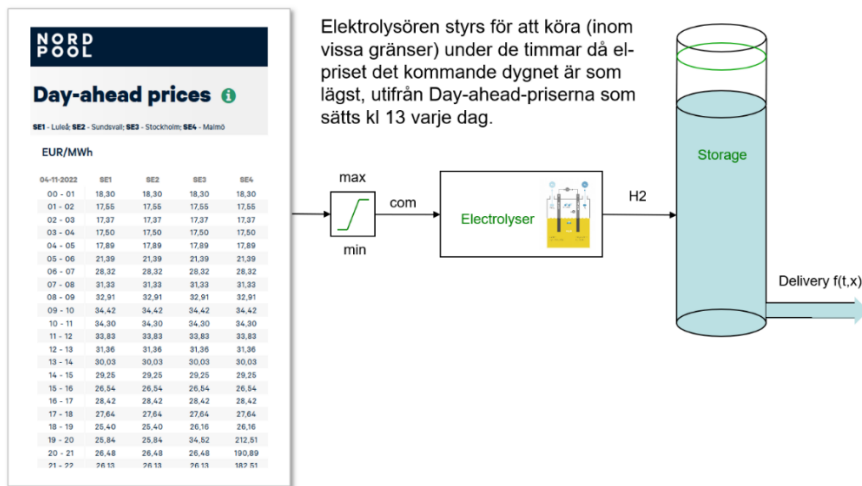 NORD
POOL
Day-ahead prices i
SE1 - Luleå; SE2 - Sundsvall; SE3 - Stockholm; SE4 - Malmö
EUR/MWh
04-11-2022 SE1 SE2 SE3 SE4
00 - 01 18,30 18,30 18,30 18,30
01 - 02 17,55 17,55 17,55 17,55
02 - 03 17,37 17,37 17,37 17,37
03 - 04 17,50 17,50 17,50 17,50
04 - 05 17,89 17,89 17,89 17,89
05 - 06 21,39 21,39 21,39 21,39
06 - 07 28,32 28,32 28,32 28,32
07 - 08 31,33 31,33 31,33 31,33
08 - 09 32,91 32,91 32,91 32,91
09 - 10 34,42 34,42 34,42 34,42
10 - 11 34,30 34,30 34,30 34,30
11 - 12 33,83 33,83 33,83 33,83
12 - 13 31,36 31,36 31,36 31,36
13 - 14 30,03 30,03 30,03 30,03
14 - 15 29,25 29,25 29,25 29,25
15 - 16 26,54 26,54 26,54 26,54
16 - 17 28,42 28,42 28,42 28,42
17 - 18 27,64 27,64 27,64 27,64
18 - 19 25,40 25,40 26,16 26,16
19 - 20 25,84 25,84 34,52 212,51
20 - 21 26,48 26,48 26,48 190,89
21 - 22 26,13 26,13 26,13 182,51
Elektrolysören styrs för att köra (inom
vissa gränser) under de timmar då el-
priset det kommande dygnet är som
lägst, utifrån Day-ahead-priserna som
sätts kl 13 varje dag.
max
min
com
Electrolyser
H2
Storage
Delivery f(t,x)